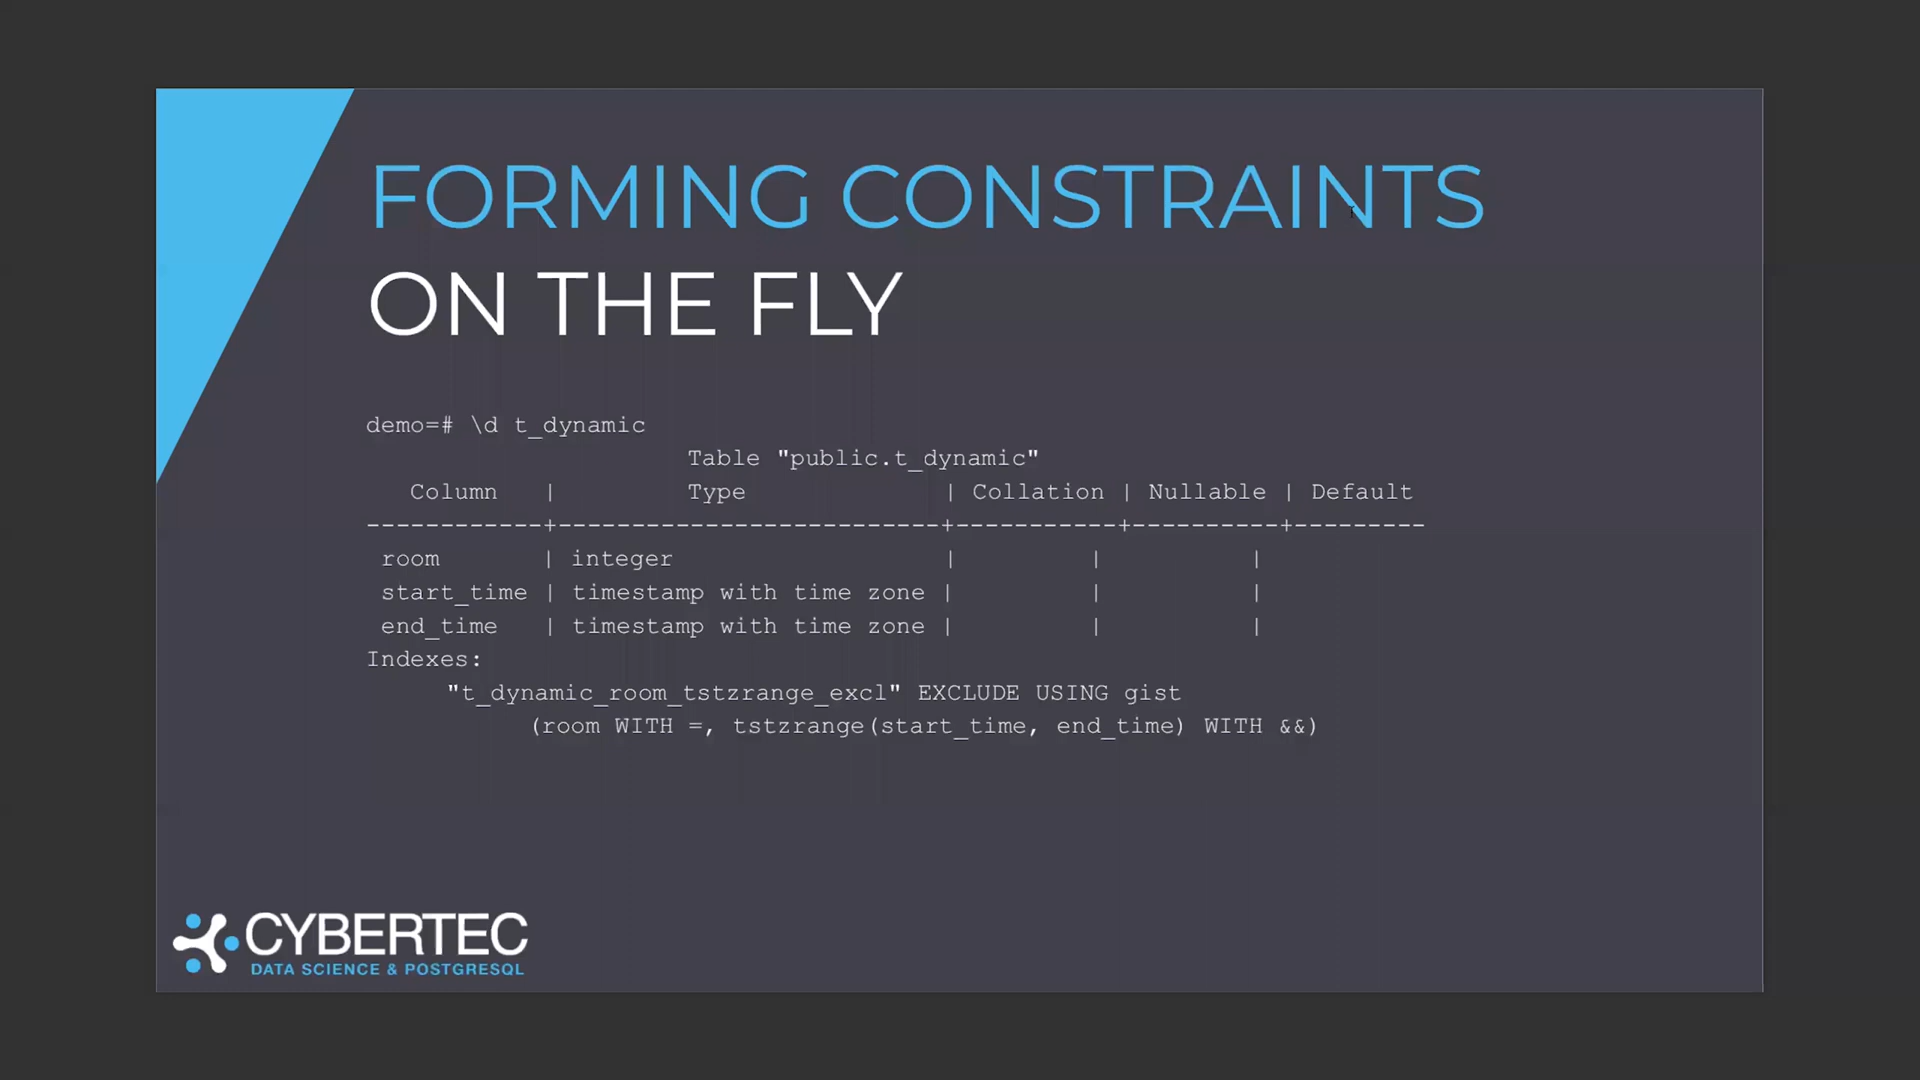 FORMING CONSTRAINTS
ON THE FLY
demo=# \d t_dynamic
Table "public.t_dynamic"
Column | Type | Collation | Nullable | Default
------------+--------------------------+-----------+----------+---------
room | integer | | |
start_time | timestamp with time zone | | |
end_time | timestamp with time zone | | |
Indexes:
"t_dynamic_room_tstzrange_excl" EXCLUDE USING gist
(room WITH =, tstzrange(start_time, end_time) WITH &&)
CYBERTEC
DATA SCIENCE & POSTGRESQL